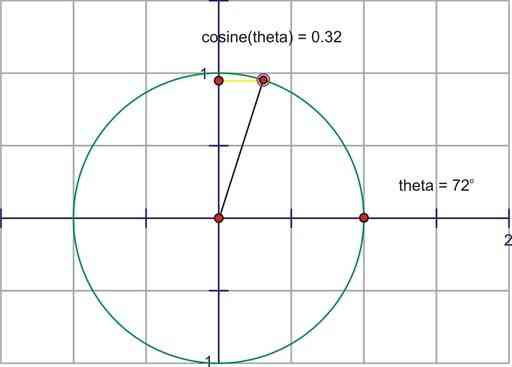 cosine(theta) = 0.32
1
theta = 72°
2
1